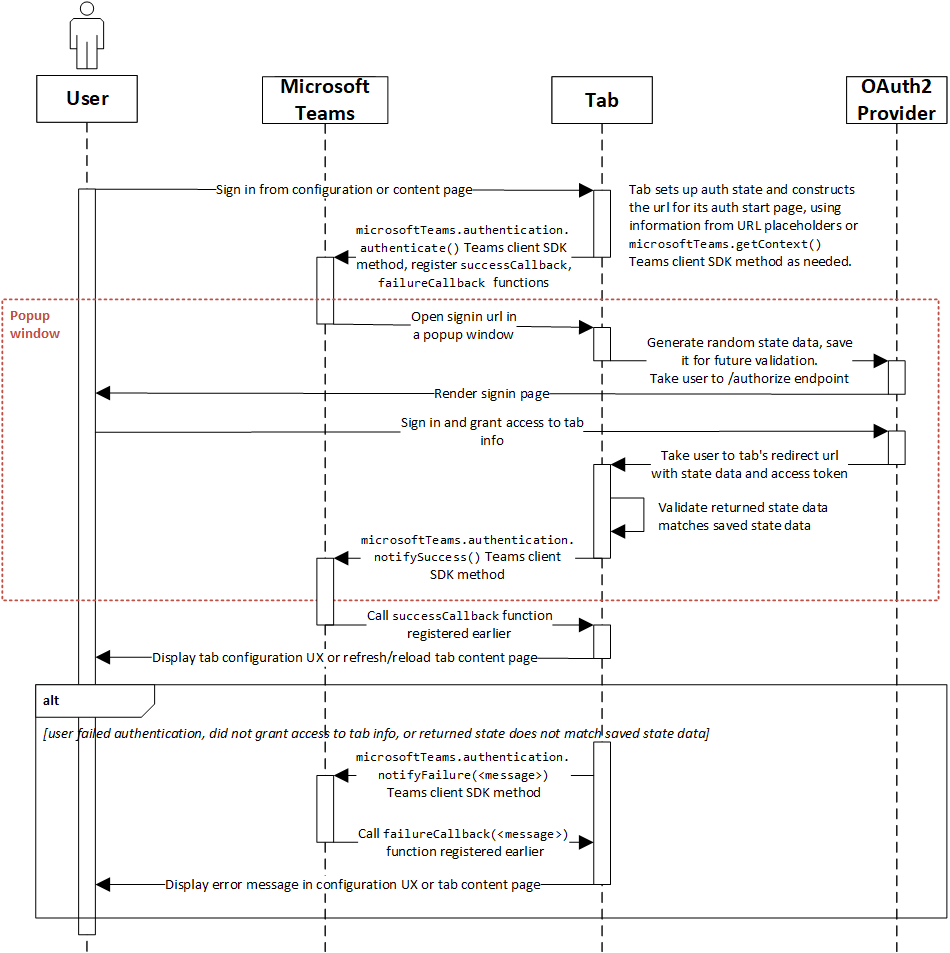 User
Microsoft
Teams
Tab
OAuth2
Provider
Sign in from configuration or content page
Tab sets up auth state and constructs
the url for its auth start page, using
information from URL placeholders or
microsoftTeams.getContext()
Teams client SDK method as needed.
microsoftTeams.authentication.
authenticate() Teams client SDK
method, register successCallback,
failureCallback functions
Popup
window
Open signin url in
a popup window
Generate random state data, save
it for future validation.
Take user to /authorize endpoint
Render signin page
Sign in and grant access to tab
info
Take user to tab's redirect url
with state data and access token
Validate returned state data
matches saved state data
microsoftTeams.authentication.
notifySuccess() Teams client
SDK method
Call successCallback function
registered earlier
Display tab configuration UX or refresh/reload tab content page
alt
[user failed authentication, did not grant access to tab info, or returned state does not match saved state data]
microsoftTeams.authentication.
notifyFailure(<message>)
Teams client SDK method
Call failureCallback(<message>)
function registered earlier
Display error message in configuration UX or tab content page